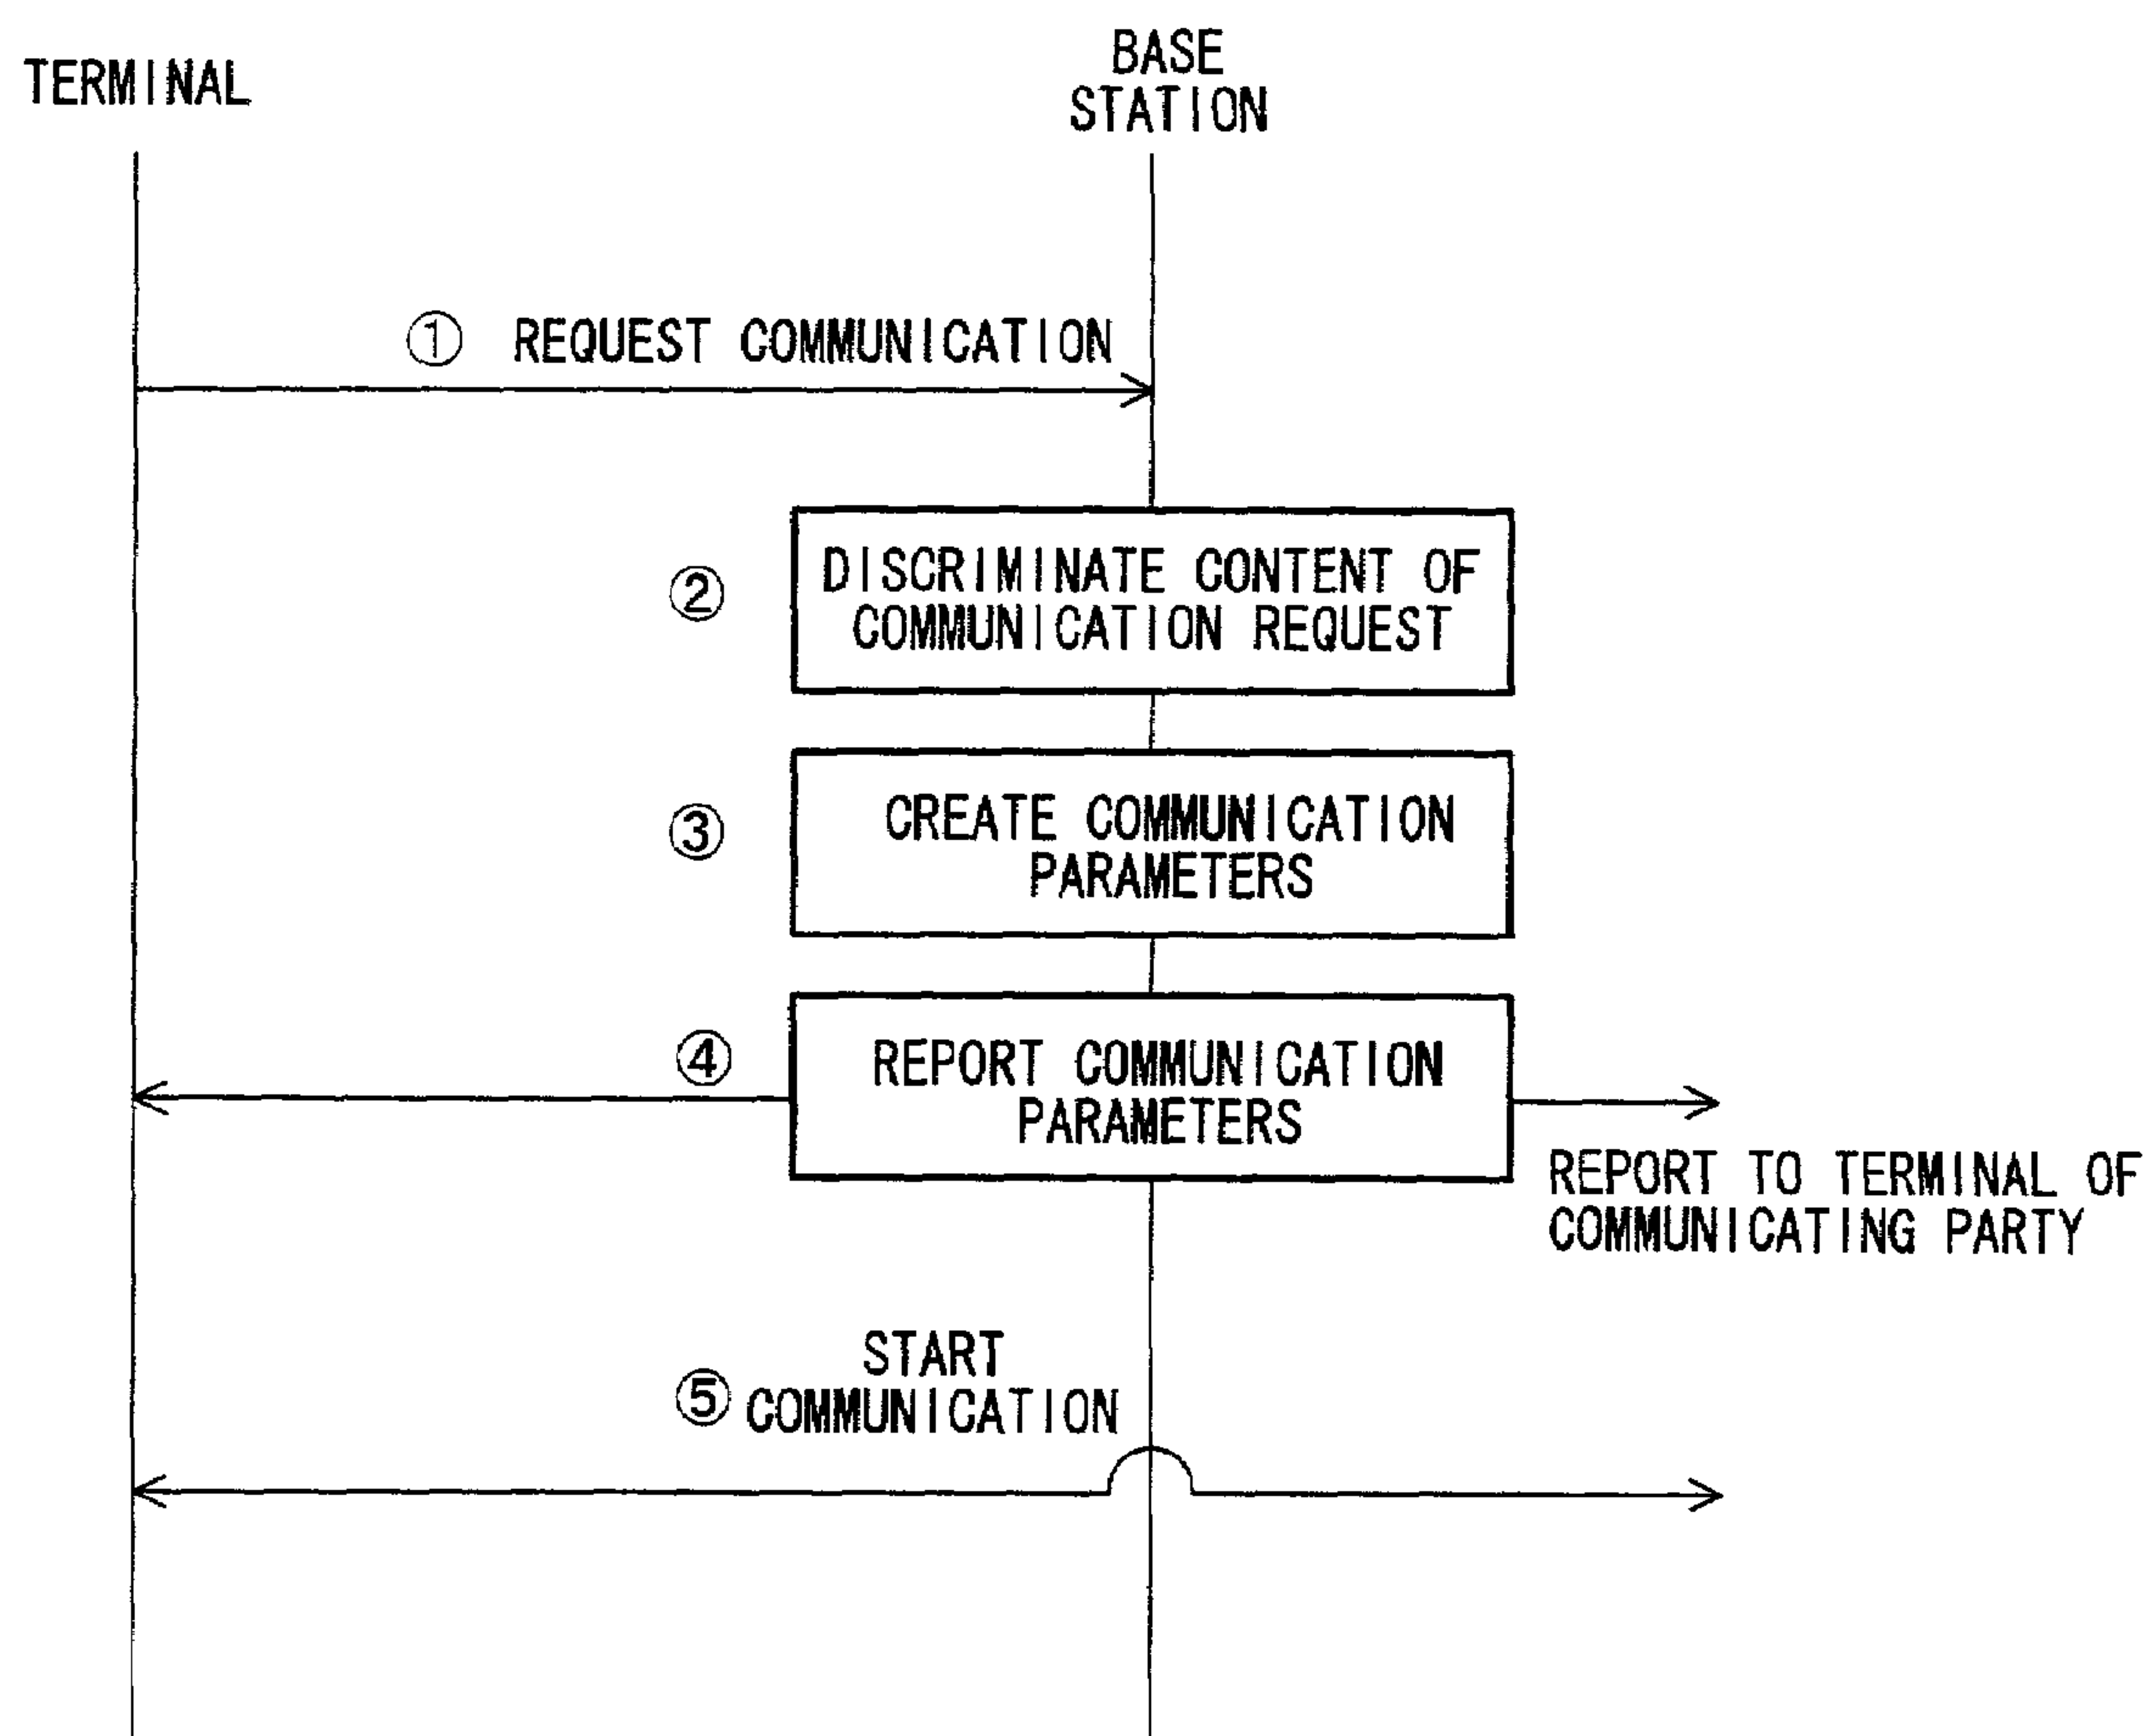 TERMINAL
BASE
STATION
① REQUEST COMMUNICATION
② DISCRIMINATE CONTENT OF
COMMUNICATION REQUEST
③ CREATE COMMUNICATION
PARAMETERS
④ REPORT COMMUNICATION
PARAMETERS
REPORT TO TERMINAL OF
COMMUNICATING PARTY
START
⑤ COMMUNICATION